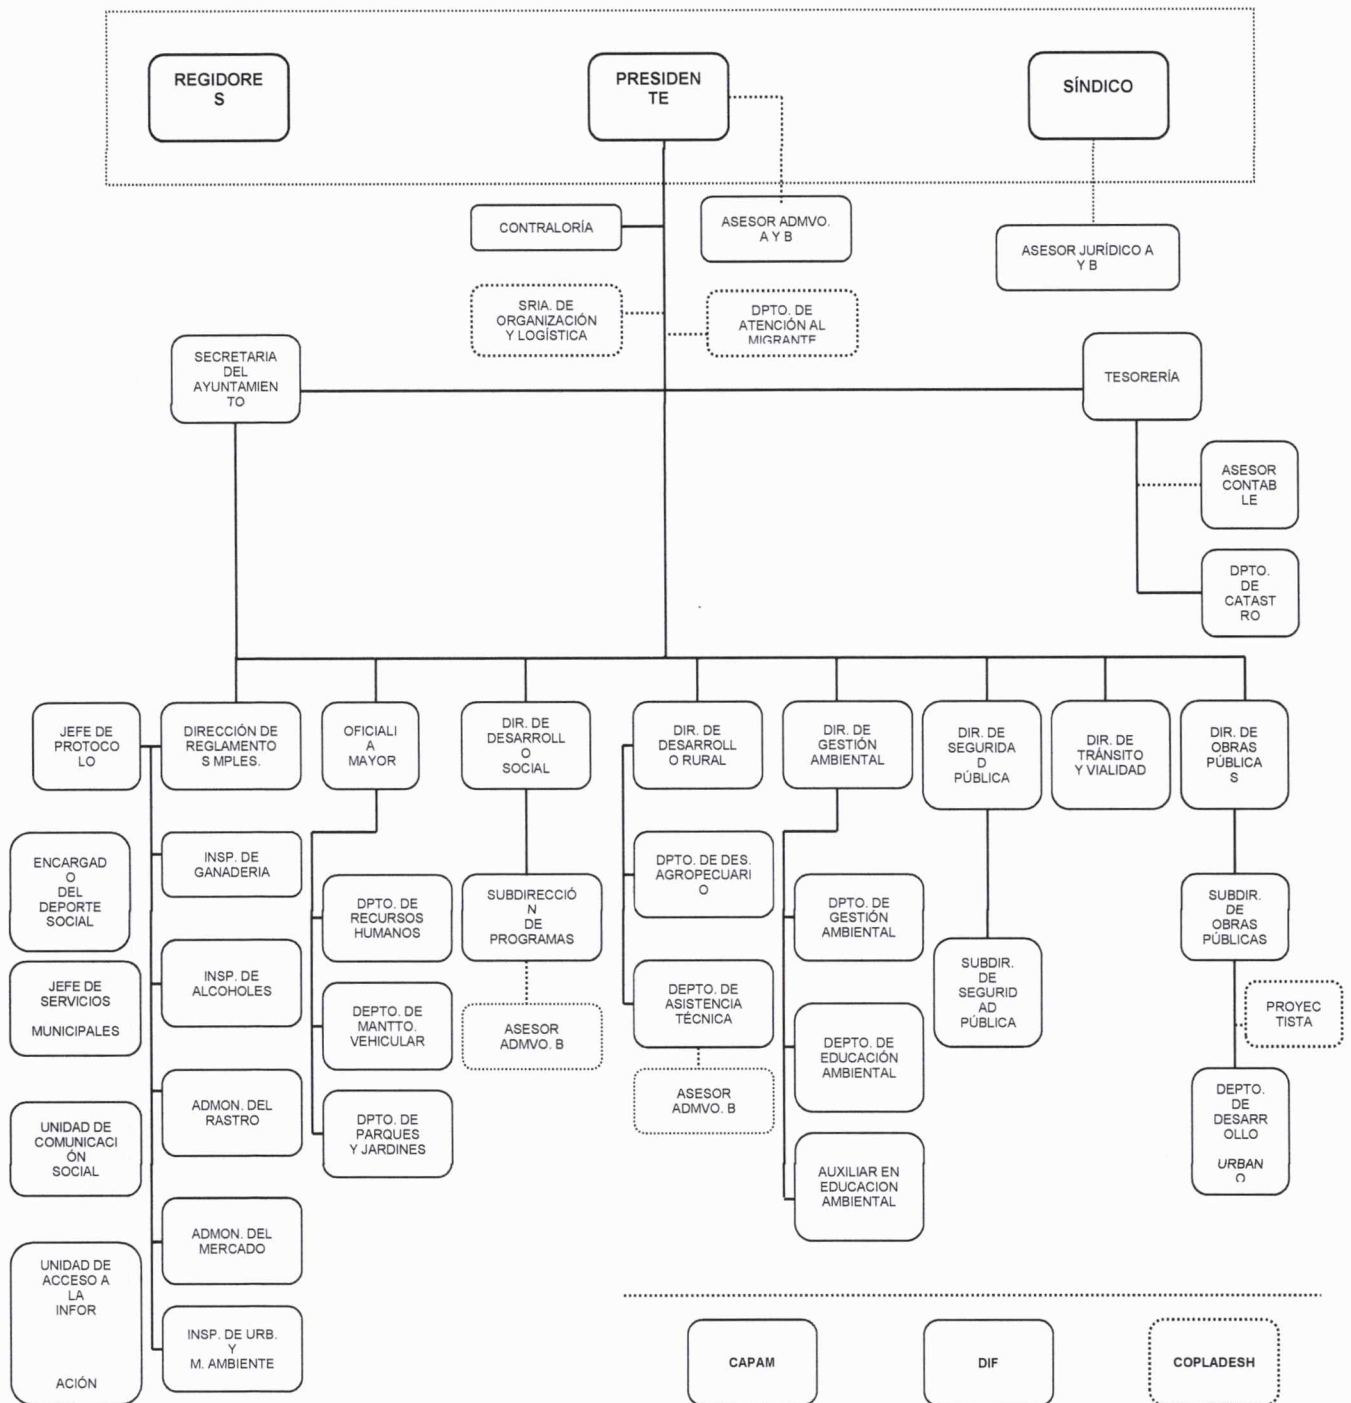 REGIDORE
S
PRESIDEN
TE
SÍNDICO
CONTRALORÍA
ASESOR ADMVO.
A Y B
ASESOR JURÍDICO A
Y B
SRIA. DE
ORGANIZACIÓN
Y LOGÍSTICA
DPTO. DE
ATENCIÓN AL
MIGRANTE
SECRETARIA
DEL
AYUNTAMIEN
TO
TESORERÍA
ASESOR
CONTAB
LE
DPTO.
DE
CATAST
RO
JEFE DE
PROTOCO
LO
DIRECCIÓN DE
REGLAMENTO
S MPLES.
OFICIALI
A
MAYOR
DIR. DE
DESARROLL
O
SOCIAL
DIR. DE
DESARROLL
O RURAL
DIR. DE
GESTIÓN
AMBIENTAL
DIR. DE
SEGURIDA
D
PÚBLICA
DIR. DE
TRÁNSITO
Y VIALIDAD
DIR. DE
OBRAS
PÚBLICA
S
ENCARGAD
O
DEL
DEPORTE
SOCIAL
INSP. DE
GANADERIA
DPTO. DE
RECURSOS
HUMANOS
SUBDIRECCIÓ
N
DE
PROGRAMAS
DPTO. DE DES.
AGROPECUARI
O
DPTO. DE
GESTIÓN
AMBIENTAL
SUBDIR.
DE
OBRAS
PÚBLICAS
JEFE DE
SERVICIOS
MUNICIPALES
INSP. DE
ALCOHOLES
DEPTO. DE
MANTTO.
VEHICULAR
ASESOR
ADMVO. B
DEPTO. DE
ASISTENCIA
TÉCNICA
DEPTO. DE
EDUCACIÓN
AMBIENTAL
SUBDIR.
DE
SEGURID
AD
PÚBLICA
PROYEC
TISTA
UNIDAD DE
COMUNICACI
ÓN
SOCIAL
ADMON. DEL
RASTRO
DPTO. DE
PARQUES
Y JARDINES
ASESOR
ADMVO. B
AUXILIAR EN
EDUCACION
AMBIENTAL
DEPTO.
DE
DESARR
OLLO
URBAN
O
UNIDAD DE
ACCESO A
LA
INFOR
ACIÓN
ADMON. DEL
MERCADO
INSP. DE URB.
Y
M. AMBIENTE
CAPAM
DIF
COPLADESH